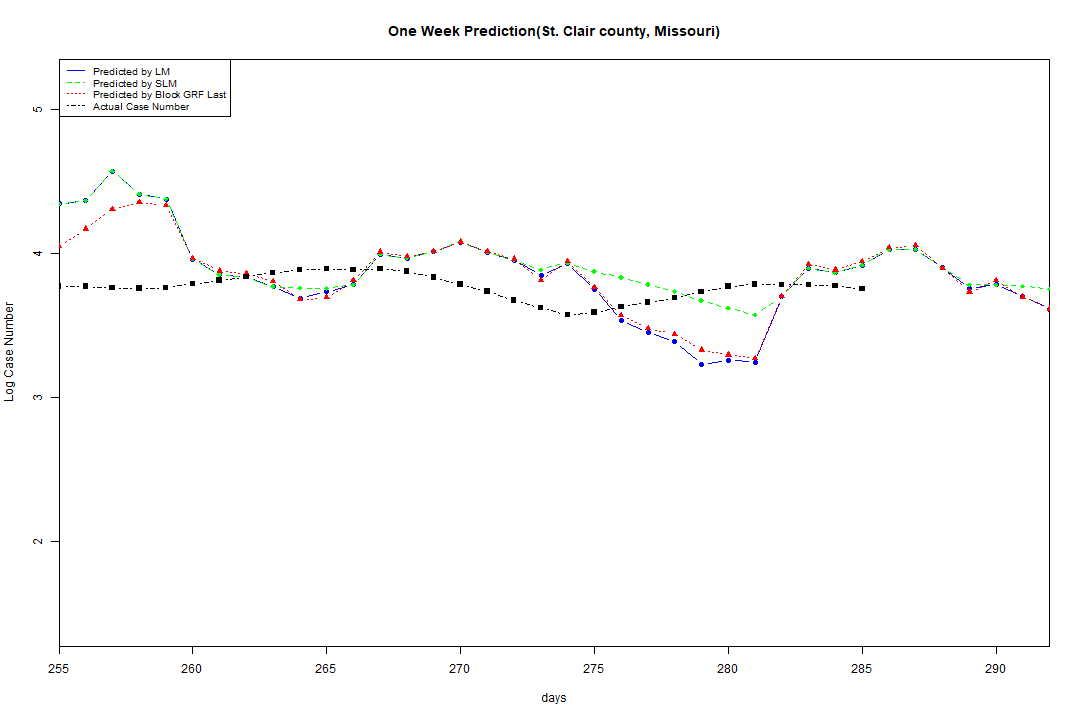 One Week Prediction(St. Clair county, Missouri)
Predicted by LM
Predicted by SLM
Predicted by Block GRF Last
Actual Case Number
5
4
3
2
Log Case Number
255 260 265 270 275 280 285 290
days